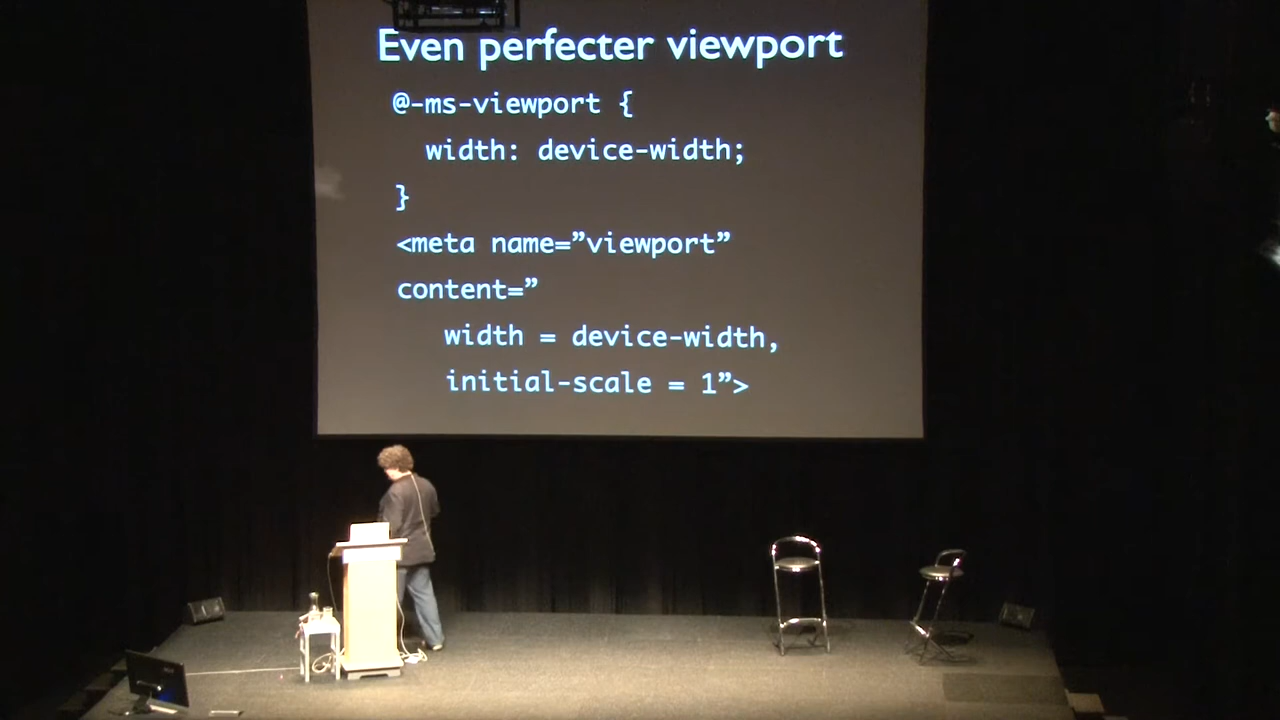 Even perfecter viewport
@-ms-viewport {
width: device-width;
}
<meta name=”viewport”
content=”
width = device-width,
initial-scale = 1”>